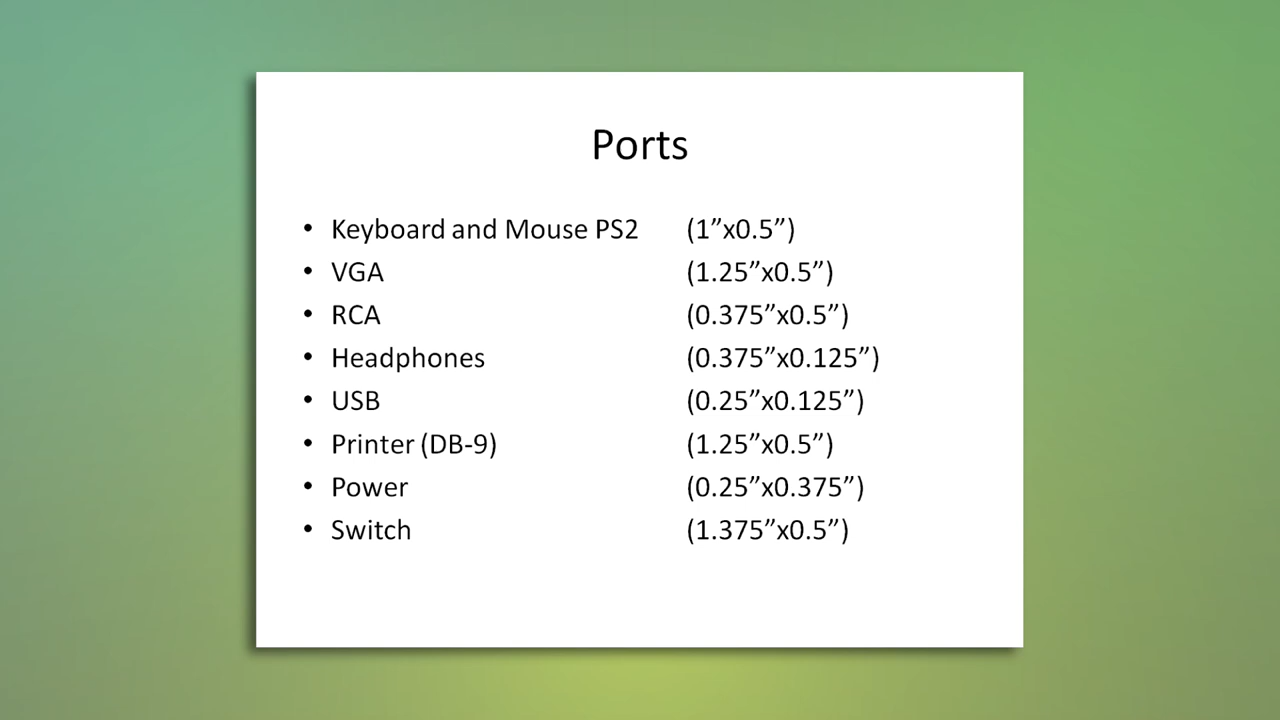 Ports
• Keyboard and Mouse PS2 (1”x0.5”)
• VGA (1.25”x0.5”)
• RCA (0.375”x0.5”)
• Headphones (0.375”x0.125”)
• USB (0.25”x0.125”)
• Printer (DB-9) (1.25”x0.5”)
• Power (0.25”x0.375”)
• Switch (1.375”x0.5”)